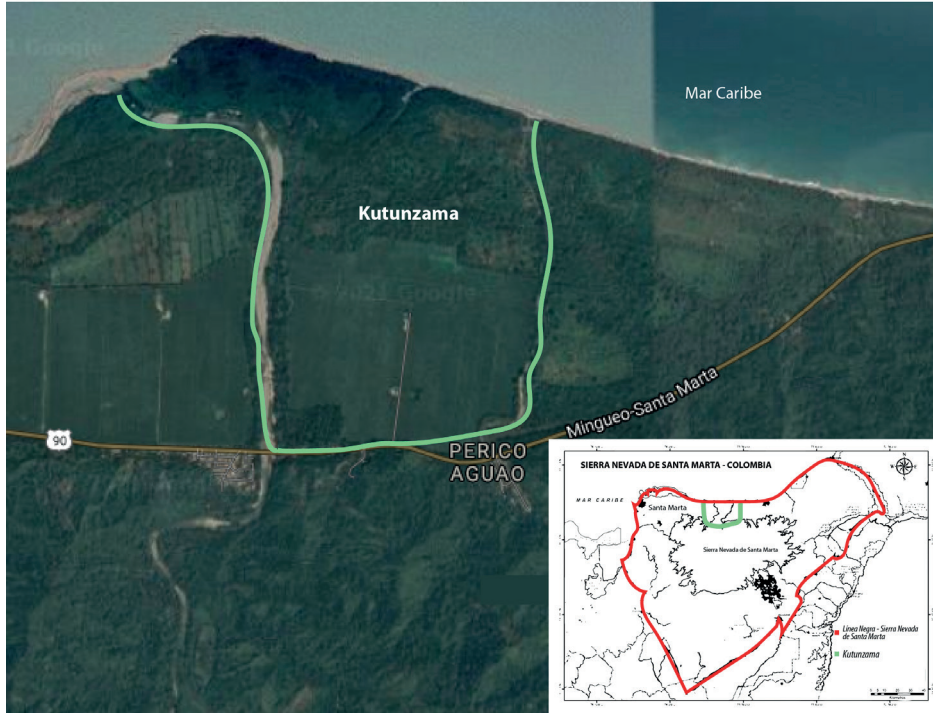 Google
Mar Caribe
Kutunzama
2021 Google
90
Mingueo-Santa Marta
PERICO
AGUAO
SIERRA NEVADA DE SANTA MARTA - COLOMBIA
MAR CARIBE
Santa Marta
Sierra Nevada de Santa Marta
Línea Negra - Sierra Nevada
de Santa Marta
Kutunzama